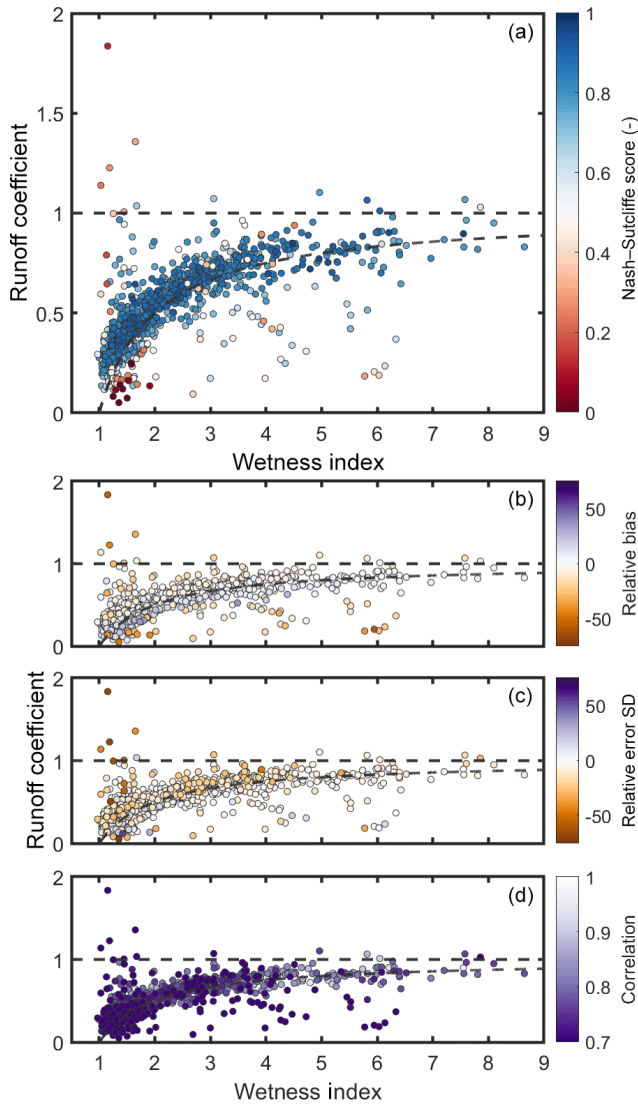 2
(a)
1
1.5
0.8
Runoff coefficient
0.6
1
0.4
0.5
0.2
0
0
Nash−Sutcliffe score (-)
1 2 3 4 5 6 7 8 9
Wetness index
2
(b)
50
1
0
-50
0
Relative bias
2
(c)
50
1
0
-50
0
Runoff coefficient
Relative error SD
1
2
(d)
0.9
1
0.8
0
0.7
Correlation
1 2 3 4 5 6 7 8 9
Wetness index